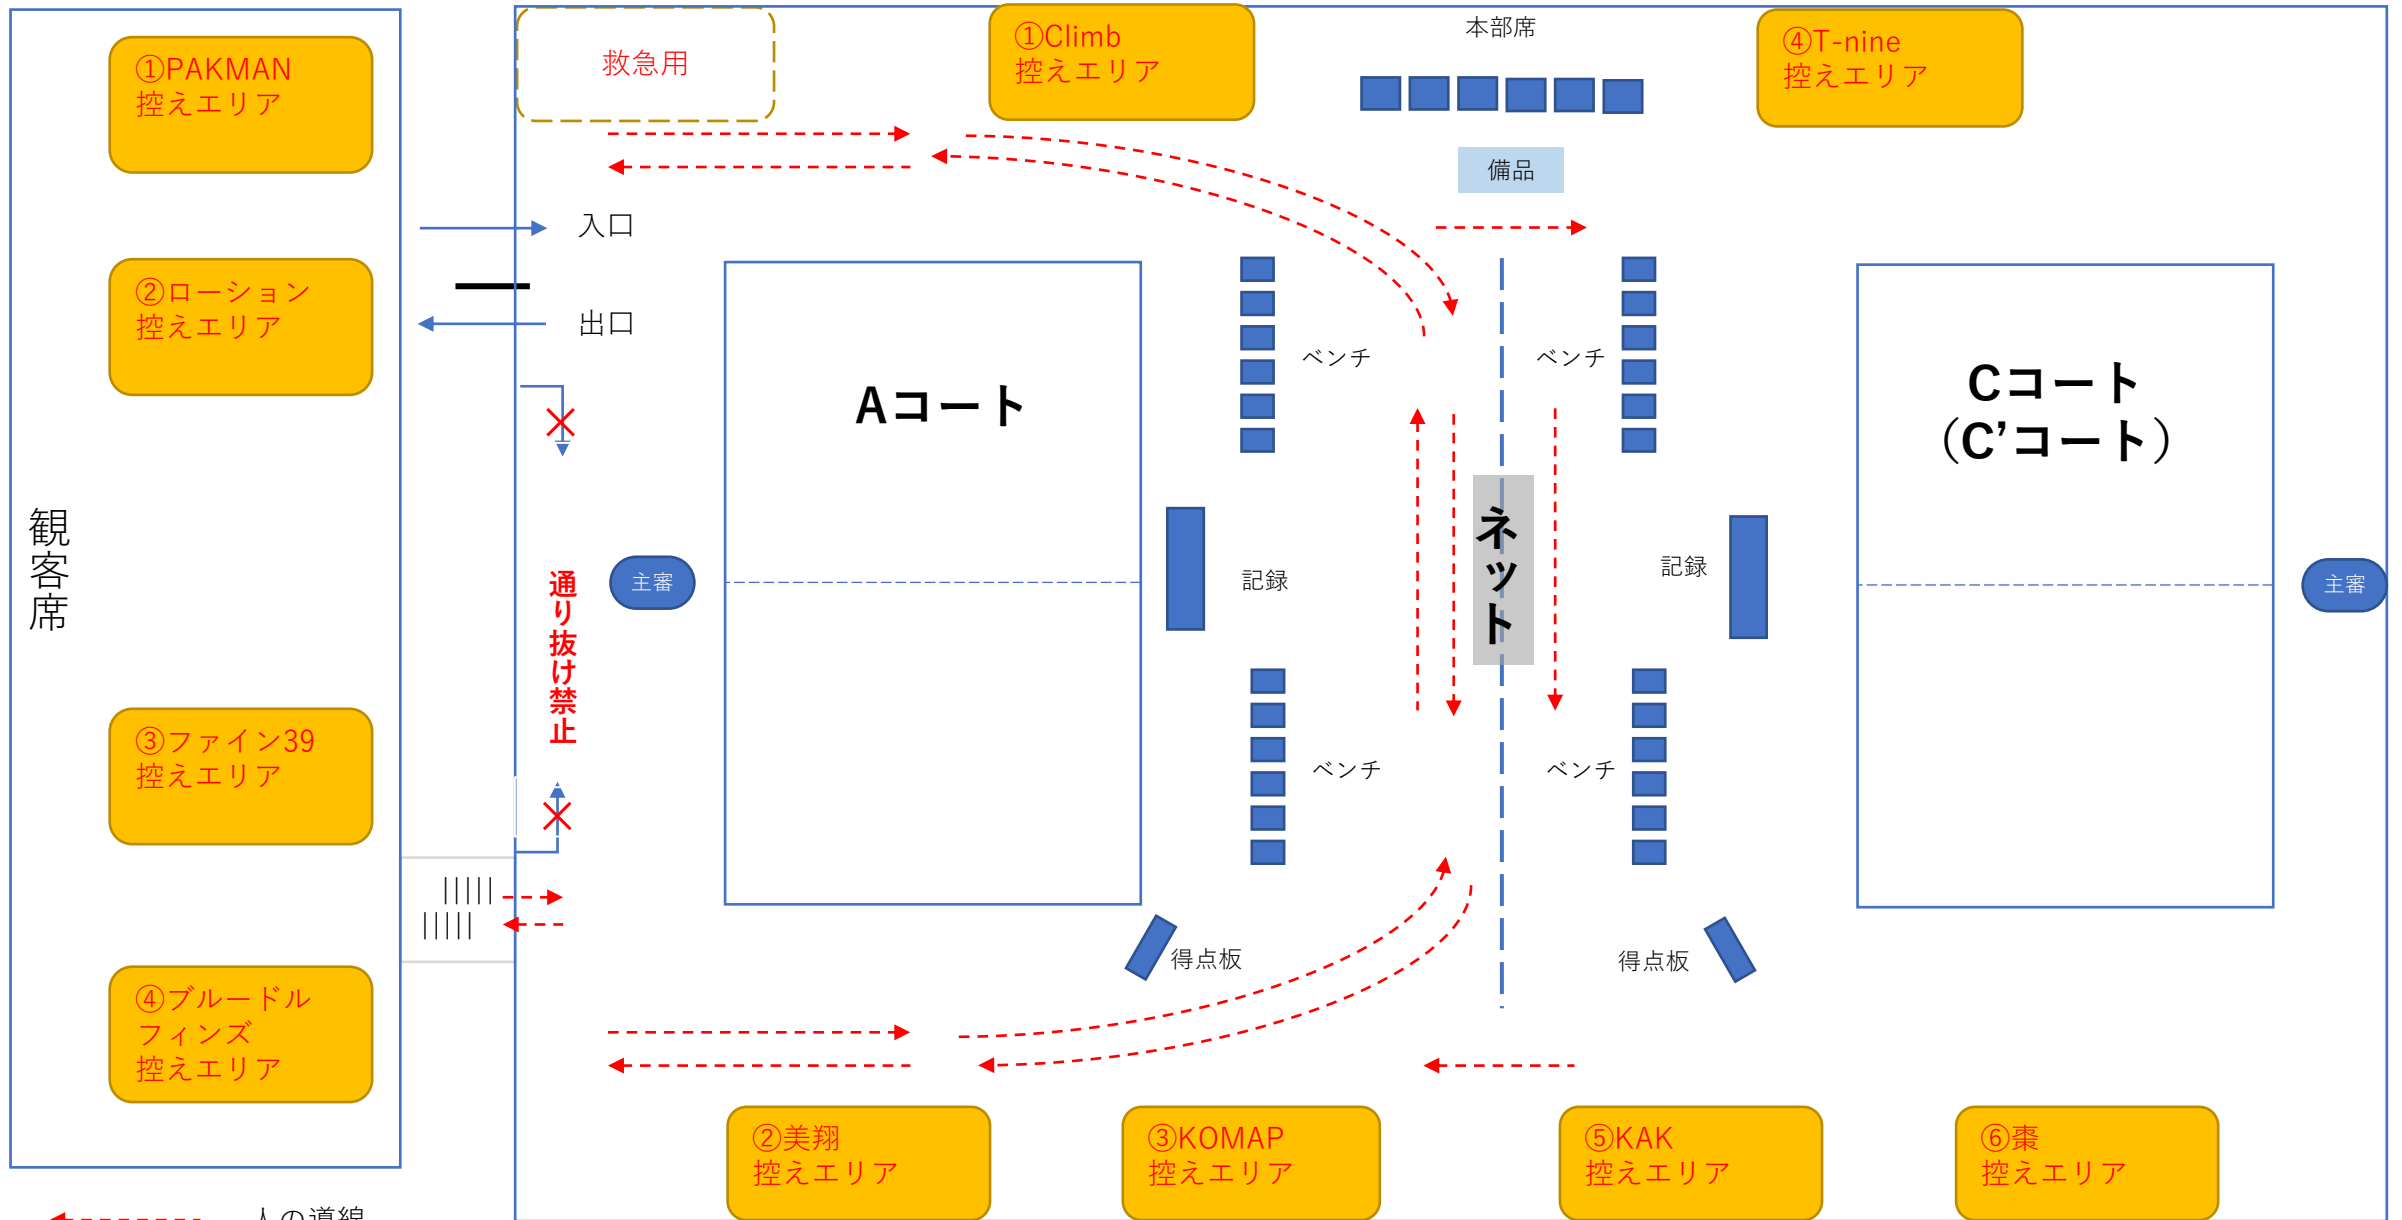 ①PAKMAN
控えエリア
救急用
①Climb
控えエリア
本部席
④T-nine
控えエリア
備品
入口
②ローション
控えエリア
出口
ベンチ
ベンチ
Aコート
Cコート
（C’コート）
観客席
ネット
通り抜け禁止
主審
記録
記録
主審
③ファイン39
控えエリア
ベンチ
ベンチ
得点板
得点板
④ブルードル
フィンズ
控えエリア
②美翔
控えエリア
③KOMAP
控えエリア
⑤KAK
控えエリア
⑥棗
控えエリア
人の導線